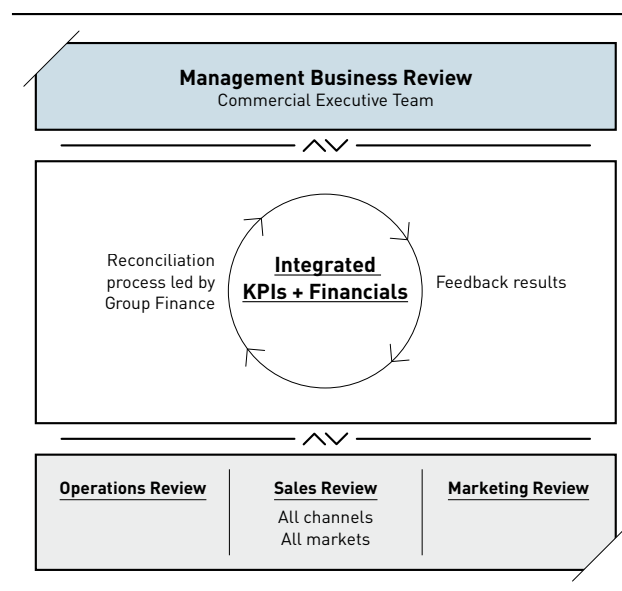 Management Business Review
Commercial Executive Team
Reconciliation
process led by
Group Finance
Integrated
KPIs + Financials
Feedback results
Operations Review
Sales Review
All channels
All markets
Marketing Review